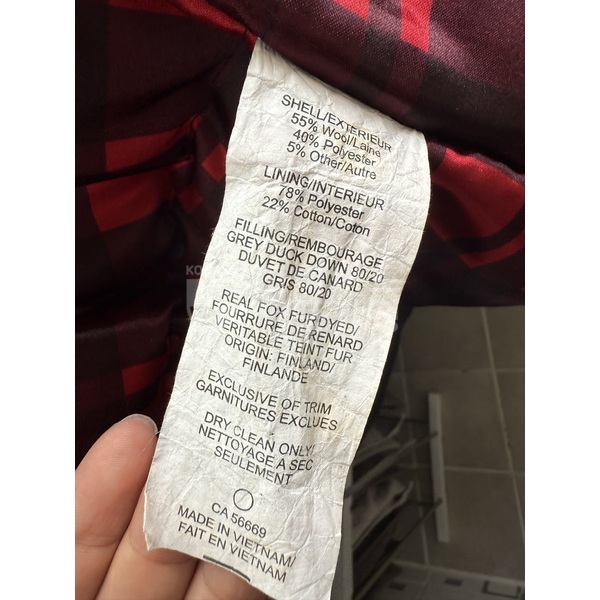 SHELL/EXTERIEUR
55% Wool/Laine
40% Polyester
5% Other/Autre
LINING/INTERIEUR
78% Polyester
22% Cotton/Coton
FILLING/REMBOURAGE
GREY DUCK DOWN 80/20
DUVET DE CANARD
GRIS 80/20
REAL FOX FUR DYED/
FOURRURE DE RENARD
VERITABLE TEINT FUR
ORIGIN: FINLAND/
FINLANDE
EXCLUSIVE OF TRIM
GARNITURES EXCLUES
DRY CLEAN ONLY/
NETTOYAGE A SEC
SEULEMENT
CA 56669
MADE IN VIETNAM/
FAIT EN VIETNAM